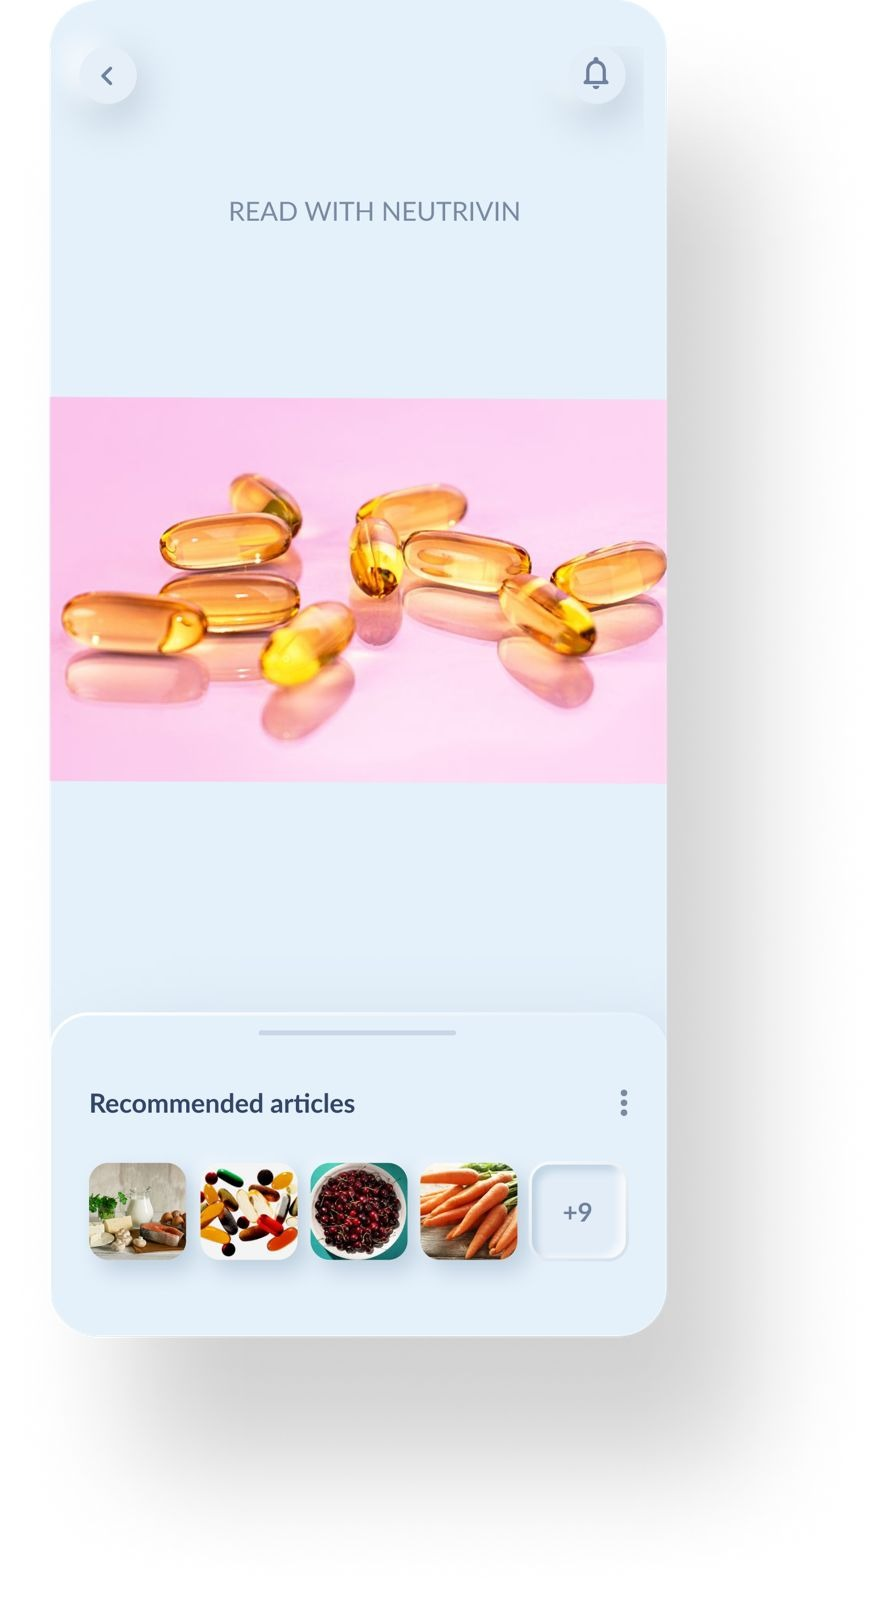 READ WITH NEUTRIVIN
Recommended articles
+9